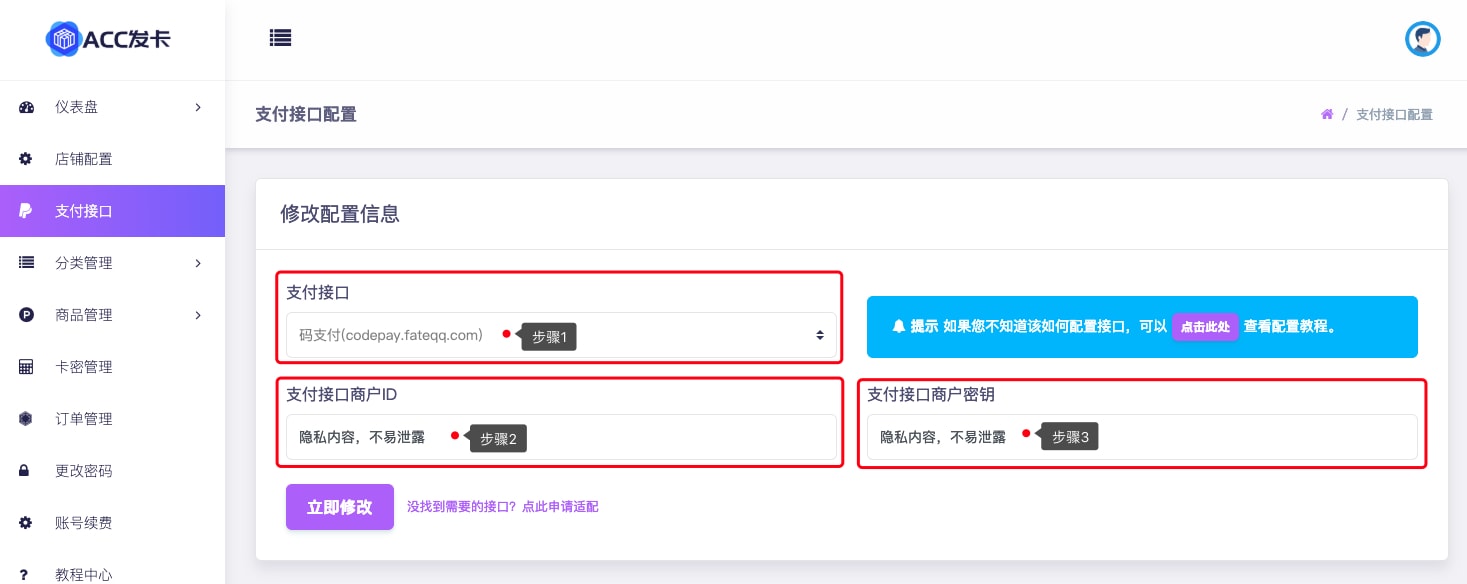 ACC发卡
仪表盘
店铺配置
支付接口
分类管理
商品管理
卡密管理
订单管理
更改密码
账号续费
教程中心
支付接口配置
/ 支付接口配置
修改配置信息
支付接口
码支付(codepay.fateqq.com)
步骤1
提示 如果您不知道该如何配置接口，可以 点击此处 查看配置教程。
支付接口商户ID
隐私内容，不易泄露
步骤2
支付接口商户密钥
隐私内容，不易泄露
步骤3
立即修改
没找到需要的接口？点此申请适配